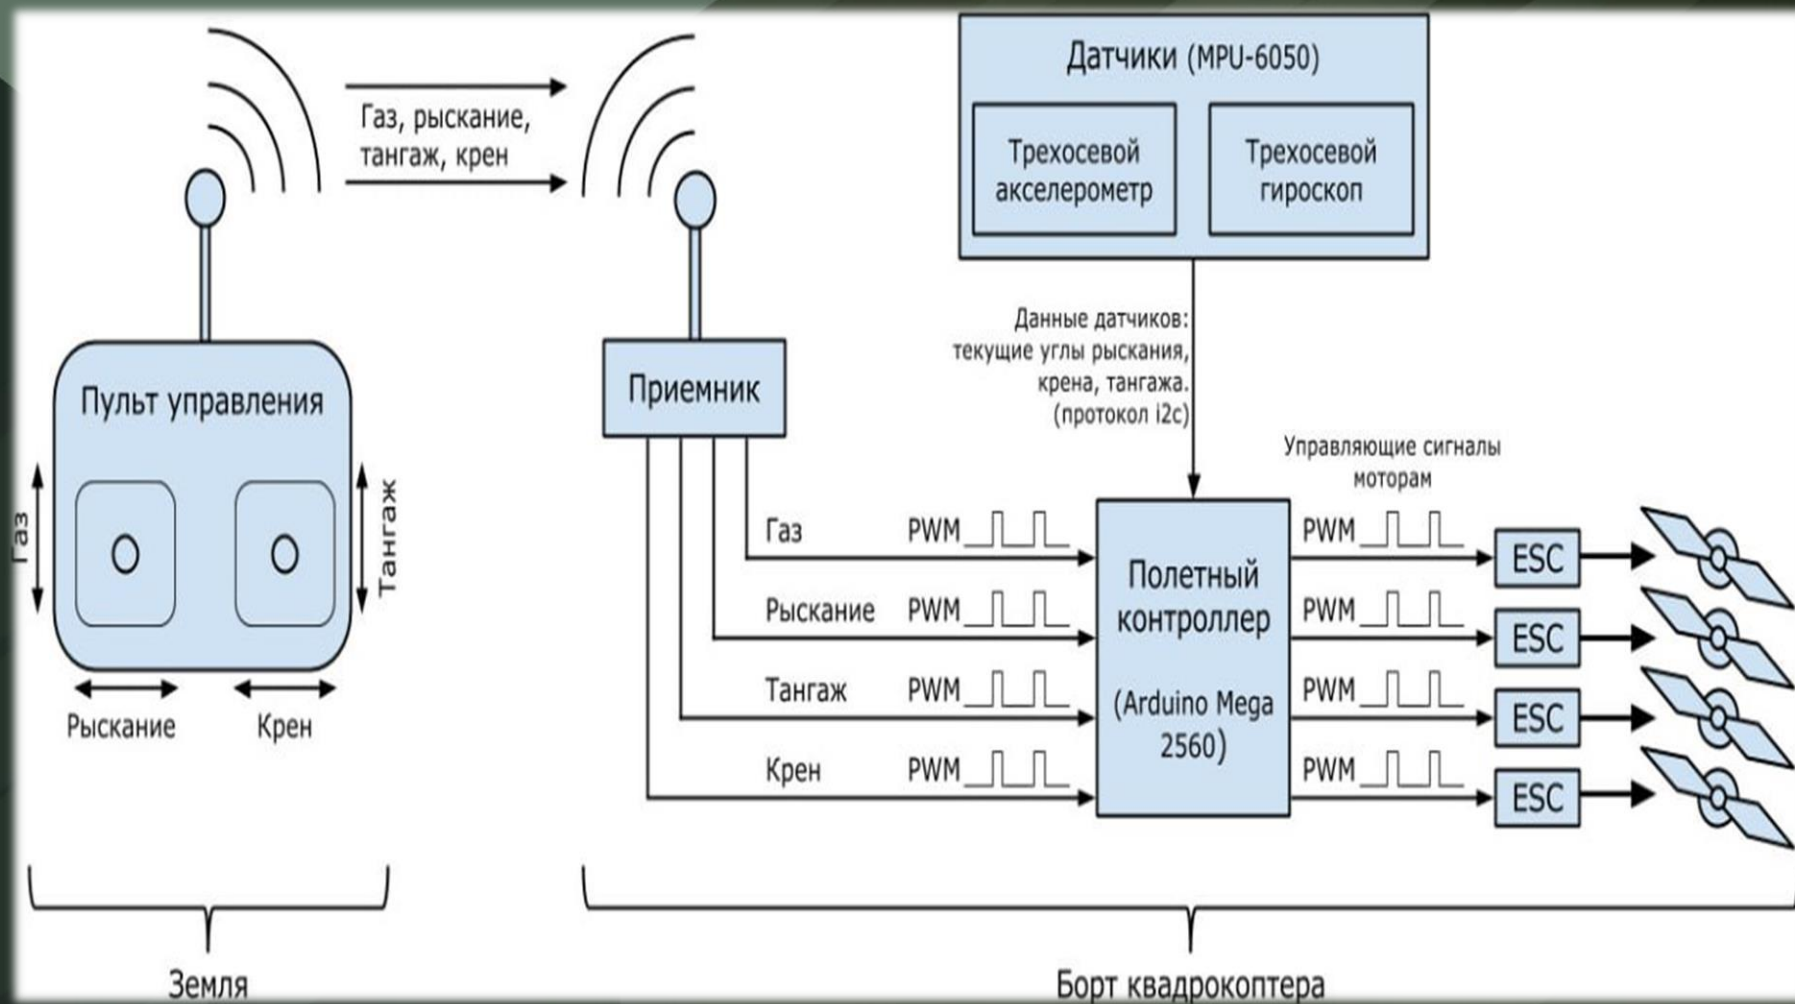 Газ, рыскание,
тангаж, крен
Датчики (MPU-6050)
Трехосевой
акселерометр
Трехосевой
гироскоп
Данные датчиков:
текущие углы рыскания,
крена, тангажа.
(протокол i2c)
Пульт управления
Газ
Тангаж
Рыскание
Крен
Приемник
Управляющие сигналы
моторам
Газ PWM
Рыскание PWM
Тангаж PWM
Крен PWM
Полетный
контроллер
(Arduino Mega
2560)
PWM ESC
PWM ESC
PWM ESC
PWM ESC
Земля
Борт квадрокоптера